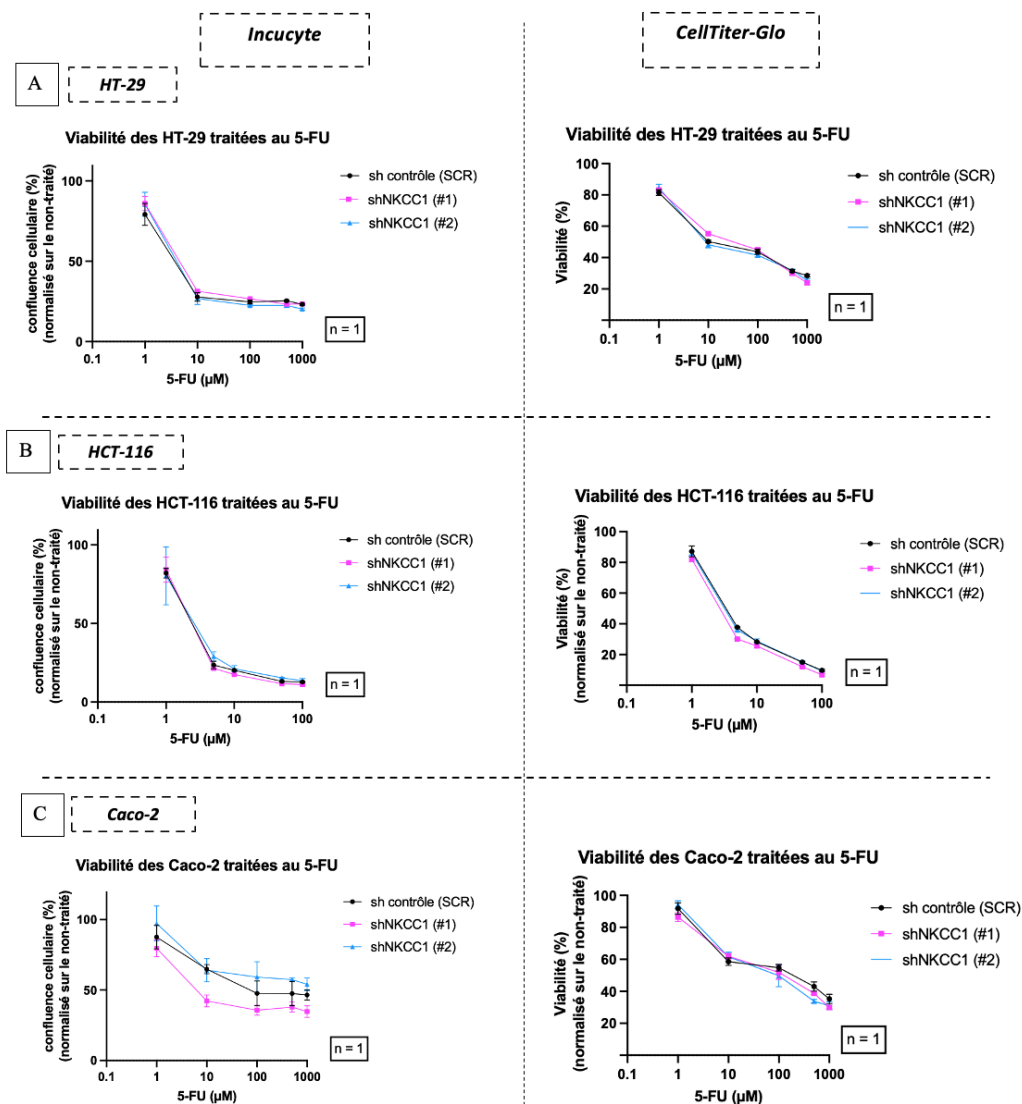 Incucyte
CellTiter-Glo
A
HT-29
Viabilité des HT-29 traitées au 5-FU
confluence cellulaire (%)
(normalisé sur le non-traité)
100
50
0
0.1 1 10 100 1000
5-FU (µM)
sh contrôle (SCR)
shNKCC1 (#1)
shNKCC1 (#2)
n = 1
Viabilité des HT-29 traitées au 5-FU
Viabilité (%)
100
80
60
40
20
0.1 1 10 100 1000
5-FU (µM)
sh contrôle (SCR)
shNKCC1 (#1)
shNKCC1 (#2)
n = 1
B
HCT-116
Viabilité des HCT-116 traitées au 5-FU
confluence cellulaire (%)
(normalisé sur le non-traité)
100
50
0
0.1 1 10 100
5-FU (µM)
sh contrôle (SCR)
shNKCC1 (#1)
shNKCC1 (#2)
n = 1
Viabilité des HCT-116 traitées au 5-FU
Viabilité (%)
(normalisé sur le non-traité)
100
80
60
40
20
0.1 1 10 100
5-FU (µM)
sh contrôle (SCR)
shNKCC1 (#1)
shNKCC1 (#2)
n = 1
C
Caco-2
Viabilité des Caco-2 traitées au 5-FU
confluence cellulaire (%)
(normalisé sur le non-traité)
100
50
0
0.1 1 10 100 1000
5-FU (µM)
sh contrôle (SCR)
shNKCC1 (#1)
shNKCC1 (#2)
n = 1
Viabilité des Caco-2 traitées au 5-FU
Viabilité (%)
(normalisé sur le non-traité)
100
80
60
40
20
0.1 1 10 100 1000
5-FU (µM)
sh contrôle (SCR)
shNKCC1 (#1)
shNKCC1 (#2)
n = 1